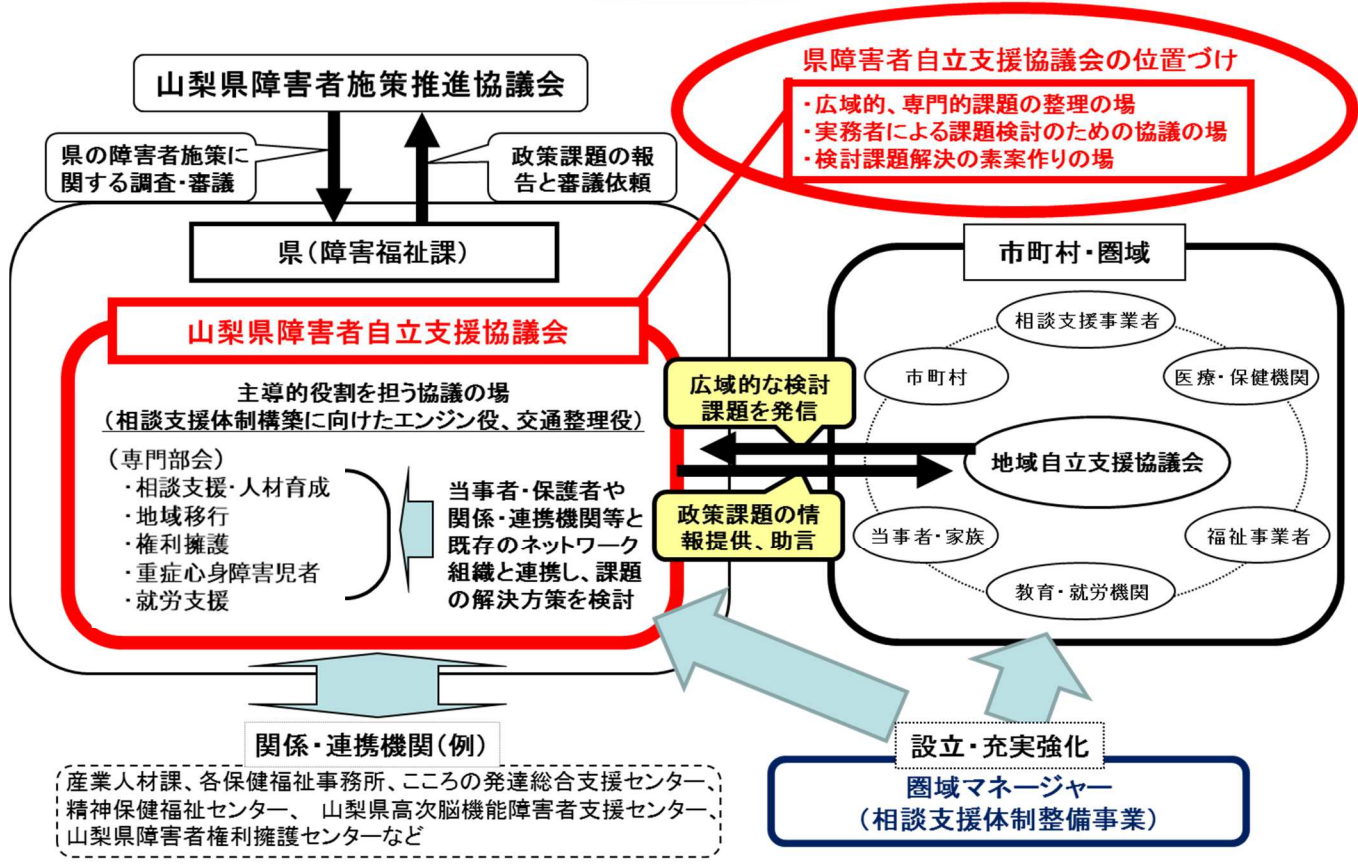 山梨県障害者施策推進協議会
県の障害者施策に
関する調査・審議
政策課題の報
告と審議依頼
県障害者自立支援協議会の位置づけ
・広域的、専門的課題の整理の場
・実務者による課題検討のための協議の場
・検討課題解決の素案作りの場
県（障害福祉課）
山梨県障害者自立支援協議会
主導的役割を担う協議の場
（相談支援体制構築に向けたエンジン役、交通整理役）
（専門部会）
・相談支援・人材育成
・地域移行
・権利擁護
・重症心身障害児者
・就労支援
当事者・保護者や
関係・連携機関等と
既存のネットワーク
組織と連携し、課題
の解決方策を検討
広域的な検討
課題を発信
政策課題の情
報提供、助言
市町村・圏域
相談支援事業者
市町村
医療・保健機関
地域自立支援協議会
当事者・家族
福祉事業者
教育・就労機関
関係・連携機関（例）
産業人材課、各保健福祉事務所、こころの発達総合支援センター、
精神保健福祉センター、 山梨県高次脳機能障害者支援センター、
山梨県障害者権利擁護センターなど
設立・充実強化
圏域マネージャー
（相談支援体制整備事業）